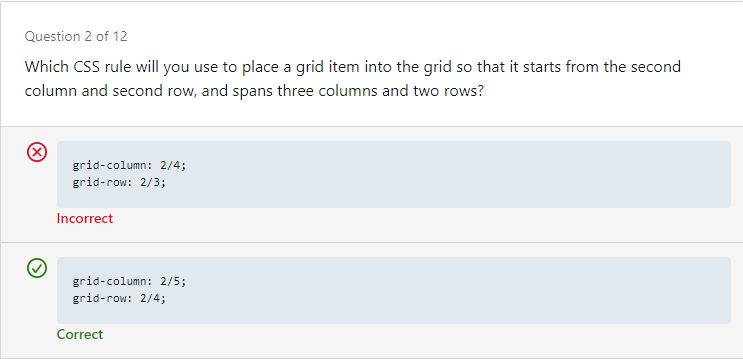 Question 2 of 12
Which CSS rule will you use to place a grid item into the grid so that it starts from the second
column and second row, and spans three columns and two rows?
grid-column: 2/4;
grid-row: 2/3;
Incorrect
grid-column: 2/5;
grid-row: 2/4;
Correct